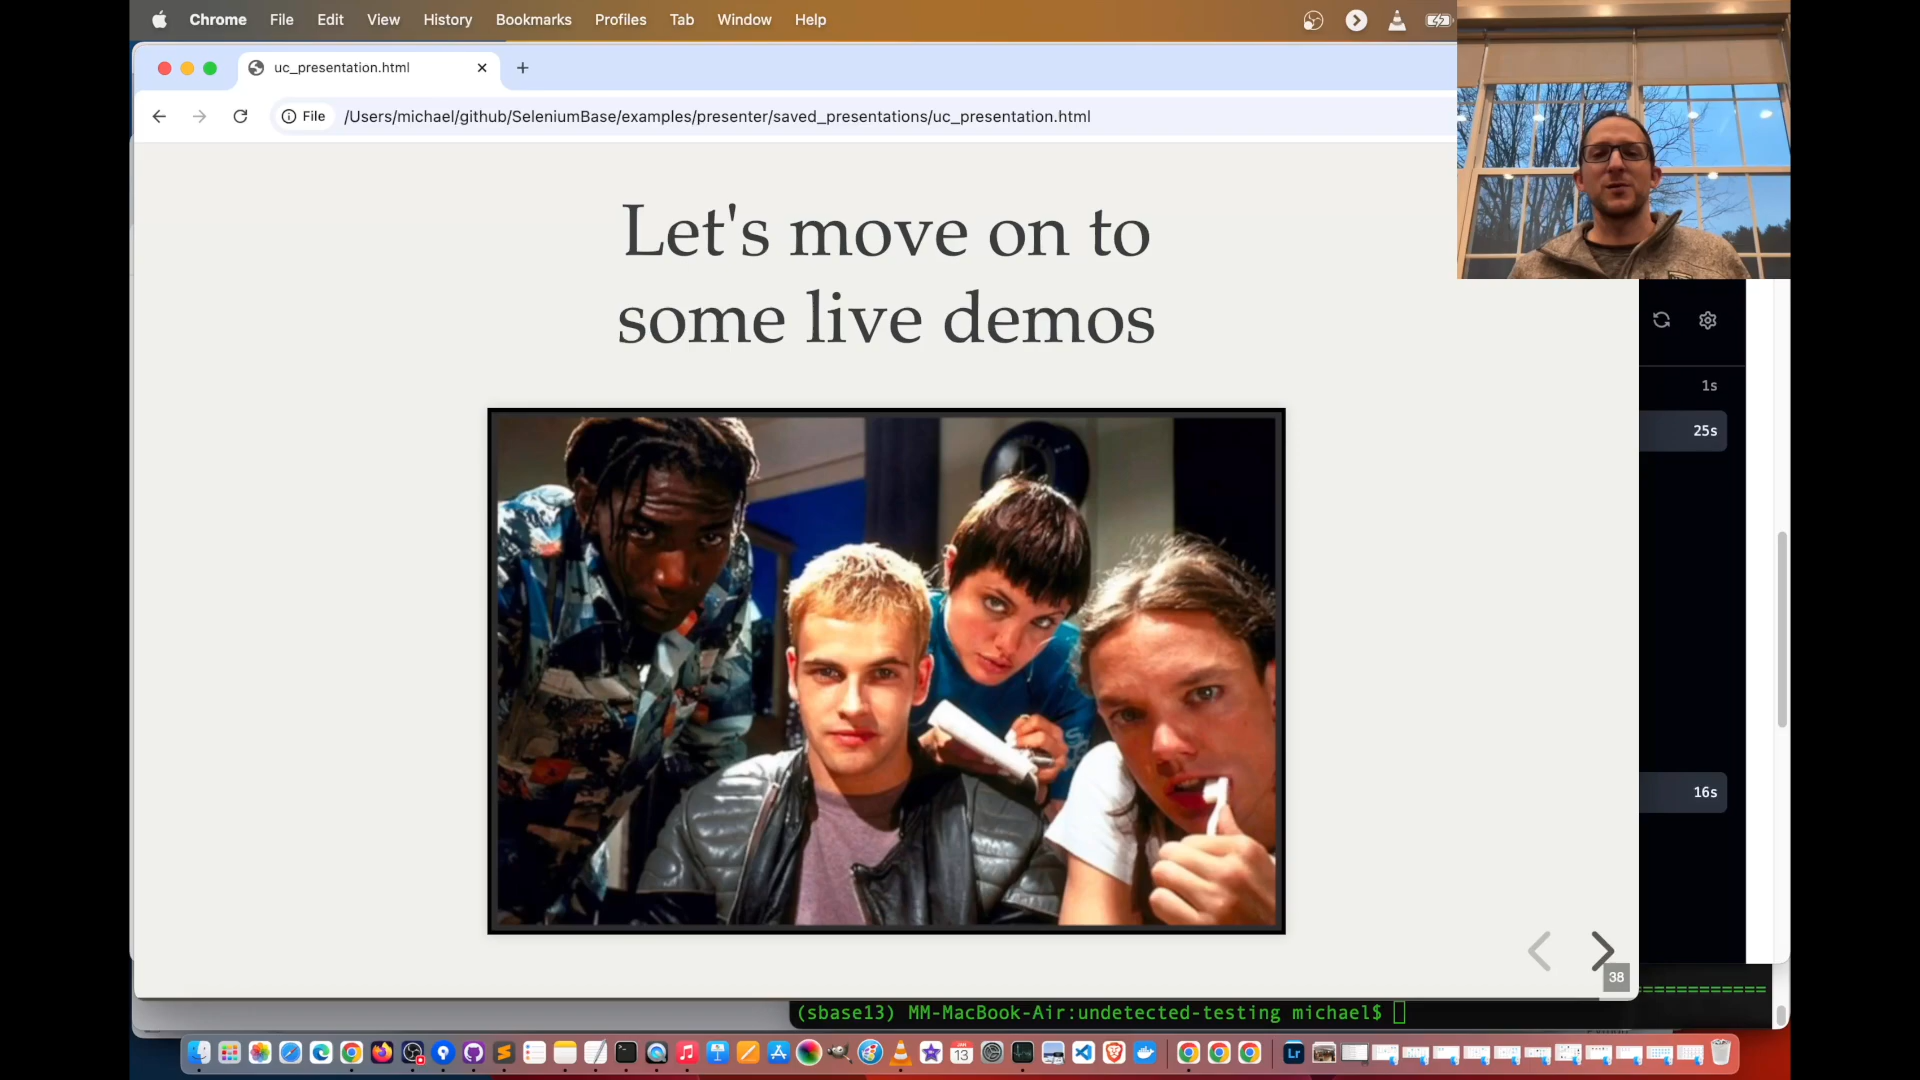 Chrome File Edit View History Bookmarks Profiles Tab Window Help
uc_presentation.html
File /Users/michael/github/SeleniumBase/examples/presenter/saved_presentations/uc_presentation.html
Let's move on to
some live demos
1s
25s
16s
38
============
(sbase13) MM-MacBook-Air:undetected-testing michael$
13
Lr